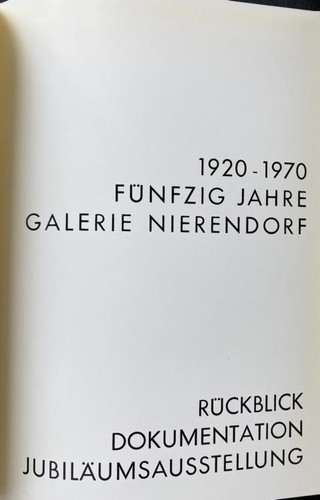 1920 - 1970
FÜNFZIG JAHRE
GALERIE NIERENDORF
RÜCKBLICK
DOKUMENTATION
JUBILÄUMSAUSSTELLUNG